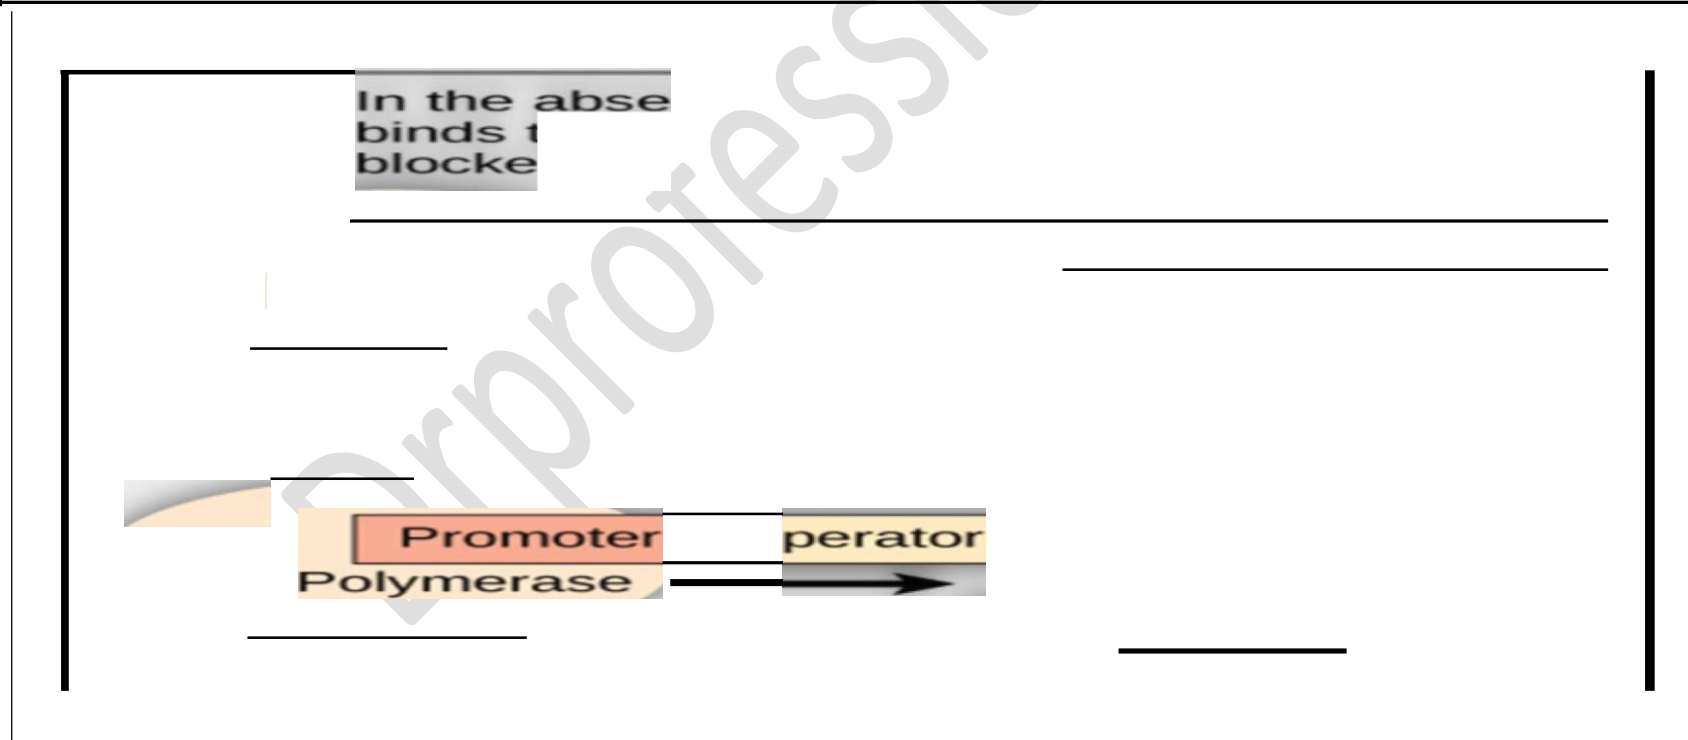 In the abse
binds t
blocke
Promoter
perator
Polymerase